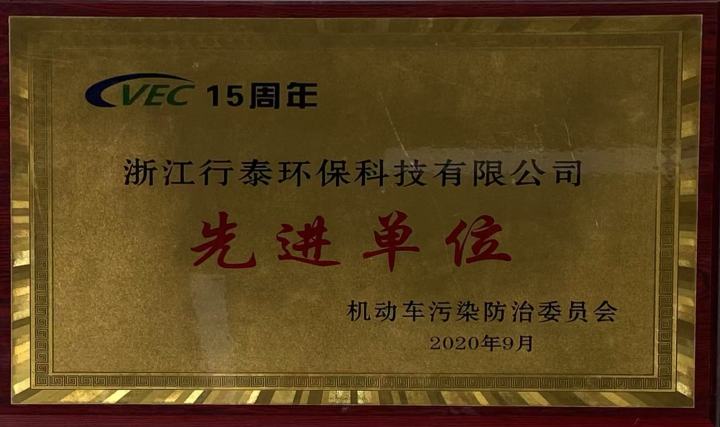 CVEC 15周年
浙江行泰环保科技有限公司
先进单位
机动车污染防治委员会
2020年9月